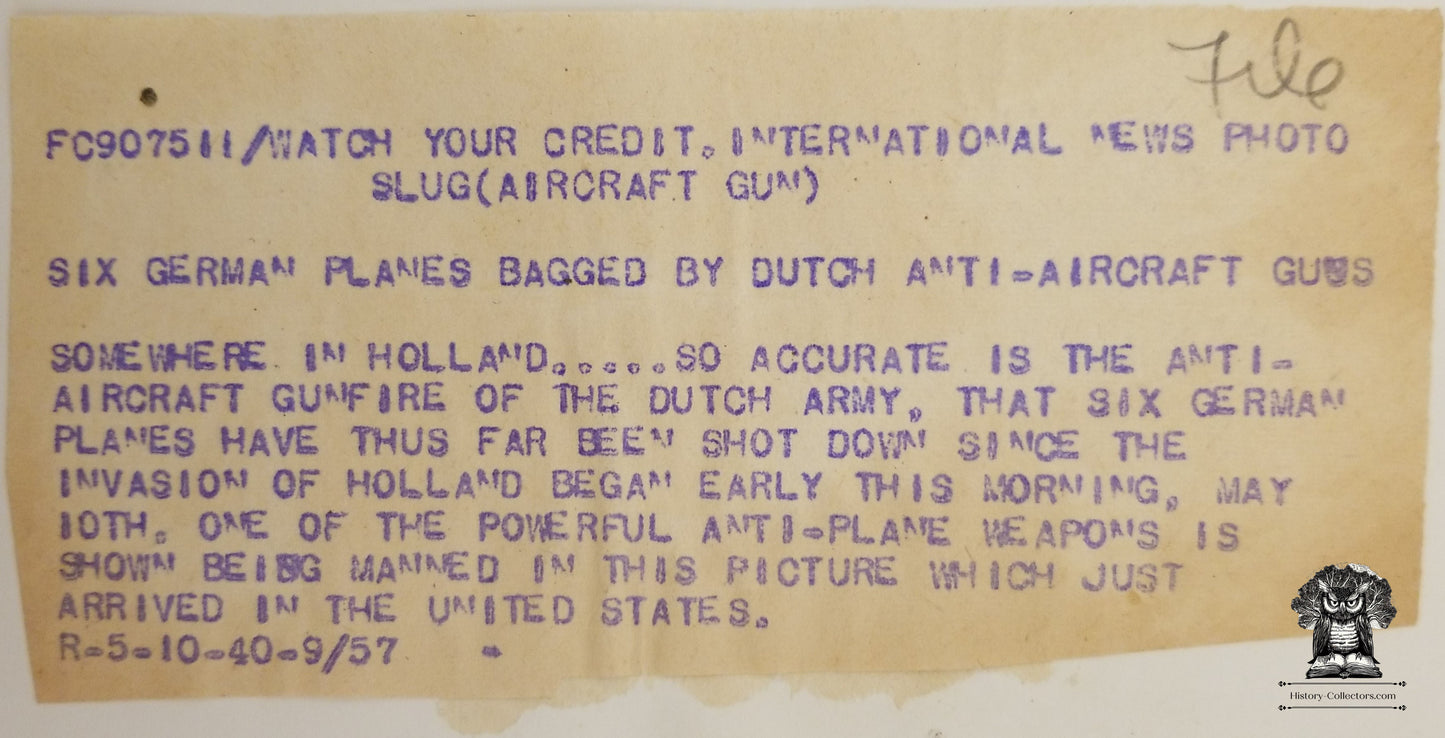 File
FC907511/WATCH YOUR CREDIT. INTERNATIONAL NEWS PHOTO
SLUG(AIRCRAFT GUN)
SIX GERMAN PLANES BAGGED BY DUTCH ANTI-AIRCRAFT GUNS
SOMEWHERE IN HOLLAND.....SO ACCURATE IS THE ANTI-
AIRCRAFT GUNFIRE OF THE DUTCH ARMY, THAT SIX GERMAN
PLANES HAVE THUS FAR BEEN SHOT DOWN SINCE THE
INVASION OF HOLLAND BEGAN EARLY THIS MORNING, MAY
10TH. ONE OF THE POWERFUL ANTI-PLANE WEAPONS IS
SHOWN BEING MANNED IN THIS PICTURE WHICH JUST
ARRIVED IN THE UNITED STATES.
R-5-10-40-9/57 -
History-Collectors.com